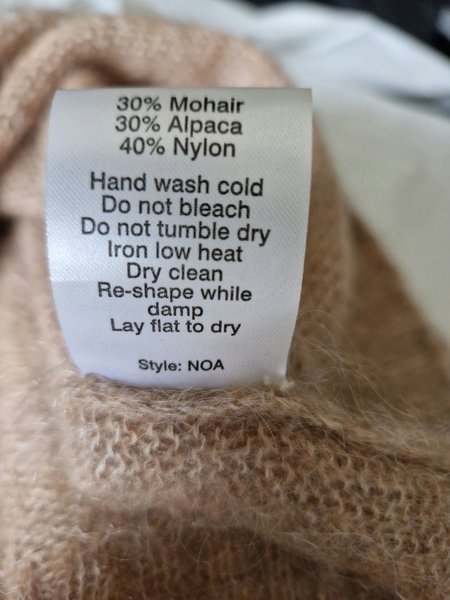 30% Mohair
30% Alpaca
40% Nylon
Hand wash cold
Do not bleach
Do not tumble dry
Iron low heat
Dry clean
Re-shape while
damp
Lay flat to dry
Style: NOA